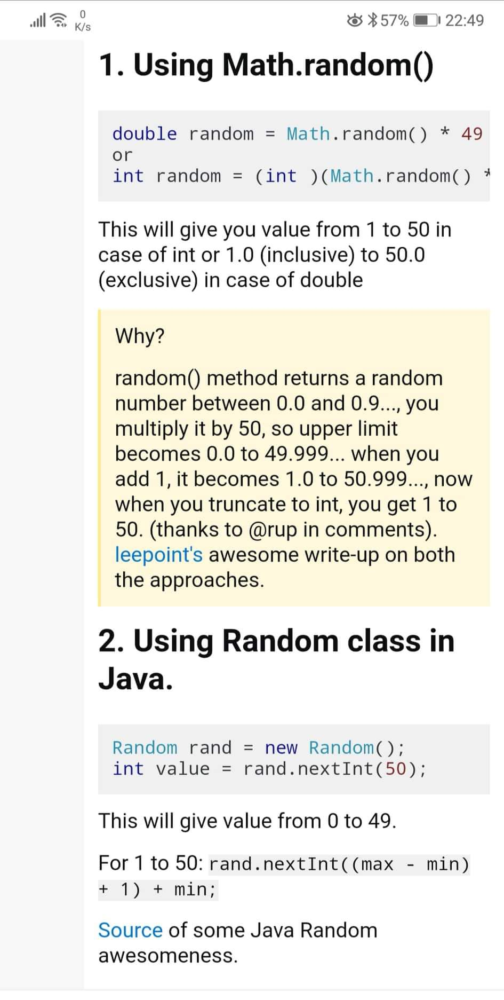 0
K/s
57%
22:49
1. Using Math.random()
double random = Math.random() * 49
or
int random = (int )(Math.random() *
This will give you value from 1 to 50 in
case of int or 1.0 (inclusive) to 50.0
(exclusive) in case of double
Why?
random() method returns a random
number between 0.0 and 0.9..., you
multiply it by 50, so upper limit
becomes 0.0 to 49.999... when you
add 1, it becomes 1.0 to 50.999..., now
when you truncate to int, you get 1 to
50. (thanks to @rup in comments).
leepoint's awesome write-up on both
the approaches.
2. Using Random class in
Java.
Random rand = new Random();
int value = rand.nextInt(50);
This will give value from 0 to 49.
For 1 to 50: rand.nextInt((max - min)
+ 1) + min;
Source of some Java Random
awesomeness.